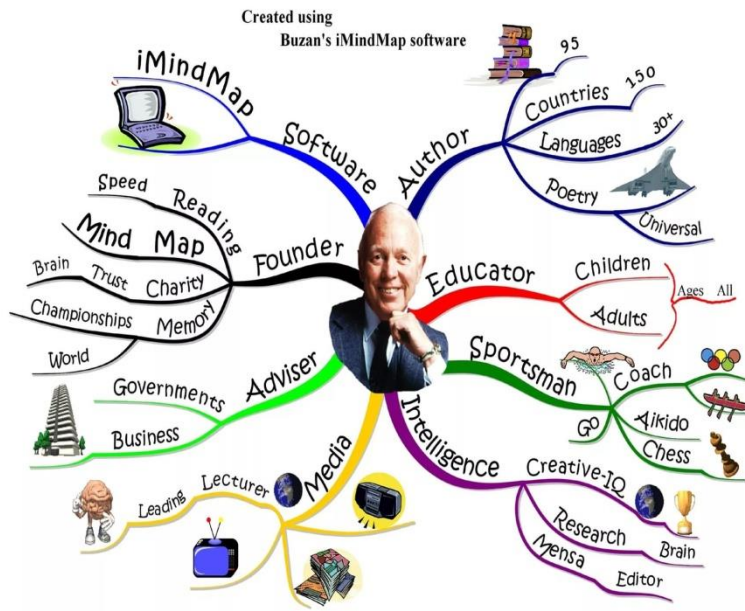 Created using
Buzan's iMindMap software
iMindMap
Software
Author
95
Countries
150
Languages
30+
Poetry
Universal
Educator
Children
Adults
Ages
All
Sportsman
Coach
Aikido
Chess
GO
Intelligence
Creative-IQ
Research
Brain
Mensa
Editor
Media
Lecturer
Leading
Adviser
Governments
Business
Founder
Reading
Speed
Mind Map
Charity
Trust
Brain
Memory
Championships
World